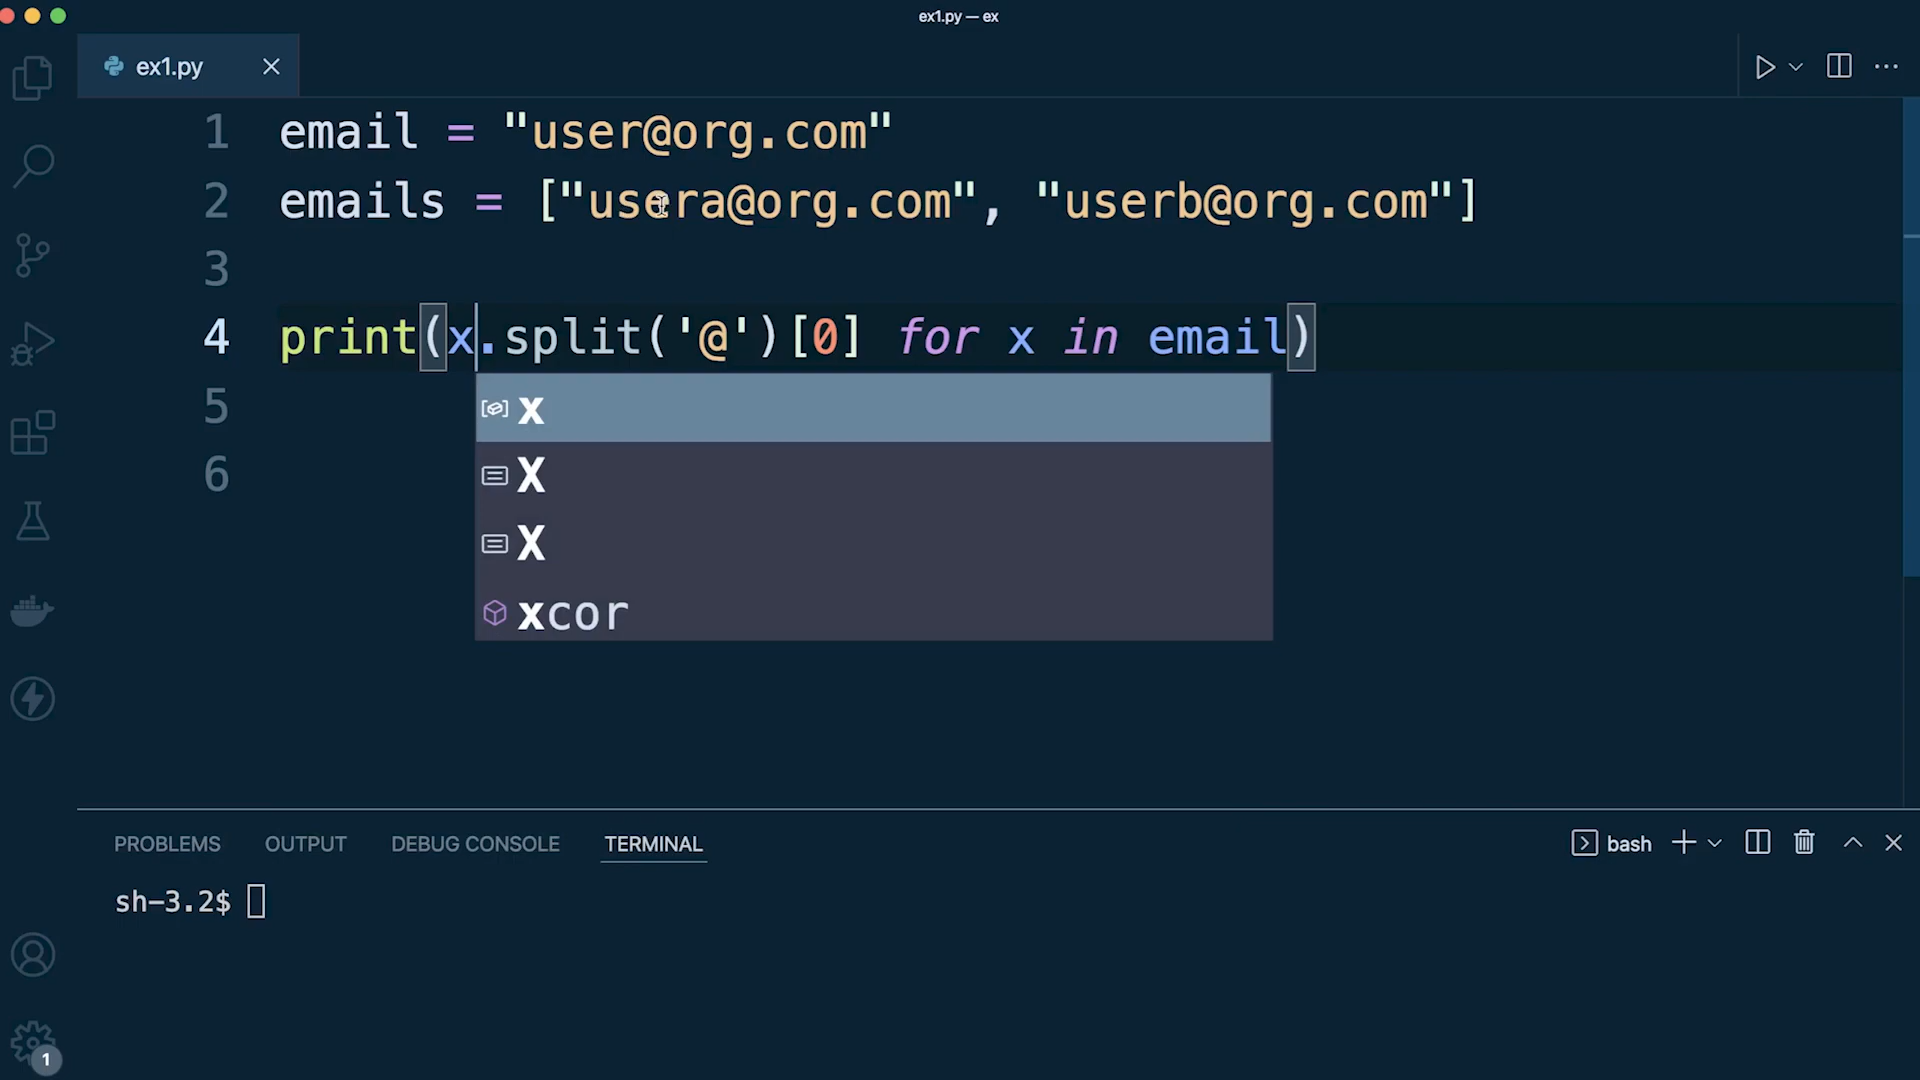 ex1.py — ex
ex1.py
1 email = "user@org.com"
2 emails = ["usera@org.com", "userb@org.com"]
3
4 print(x.split('@')[0] for x in email)
x
5
X
6
X
xcor
PROBLEMS OUTPUT DEBUG CONSOLE TERMINAL bash
sh-3.2$
1